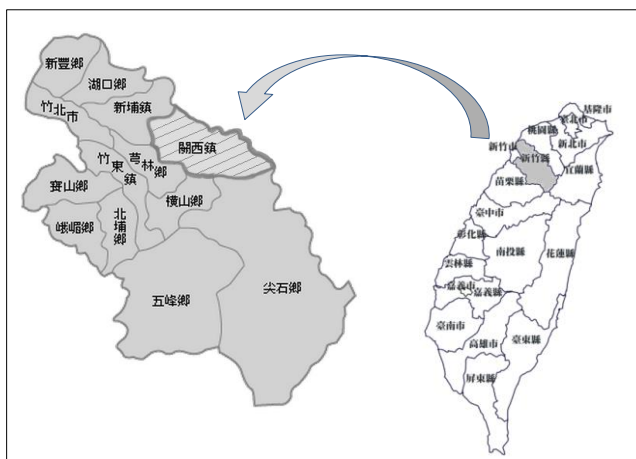 新豐鄉
湖口鄉
竹北市
新埔鎮
關西鎮
竹東鎮
芎林鄉
寶山鄉
橫山鄉
峨嵋鄉
北埔鄉
五峰鄉
尖石鄉
基隆市
臺北市
桃園縣
新北市
新竹市
新竹縣
宜蘭縣
苗栗縣
臺中市
彰化縣
南投縣
花蓮縣
雲林縣
嘉義市
嘉義縣
臺南市
高雄市
臺東縣
屏東縣